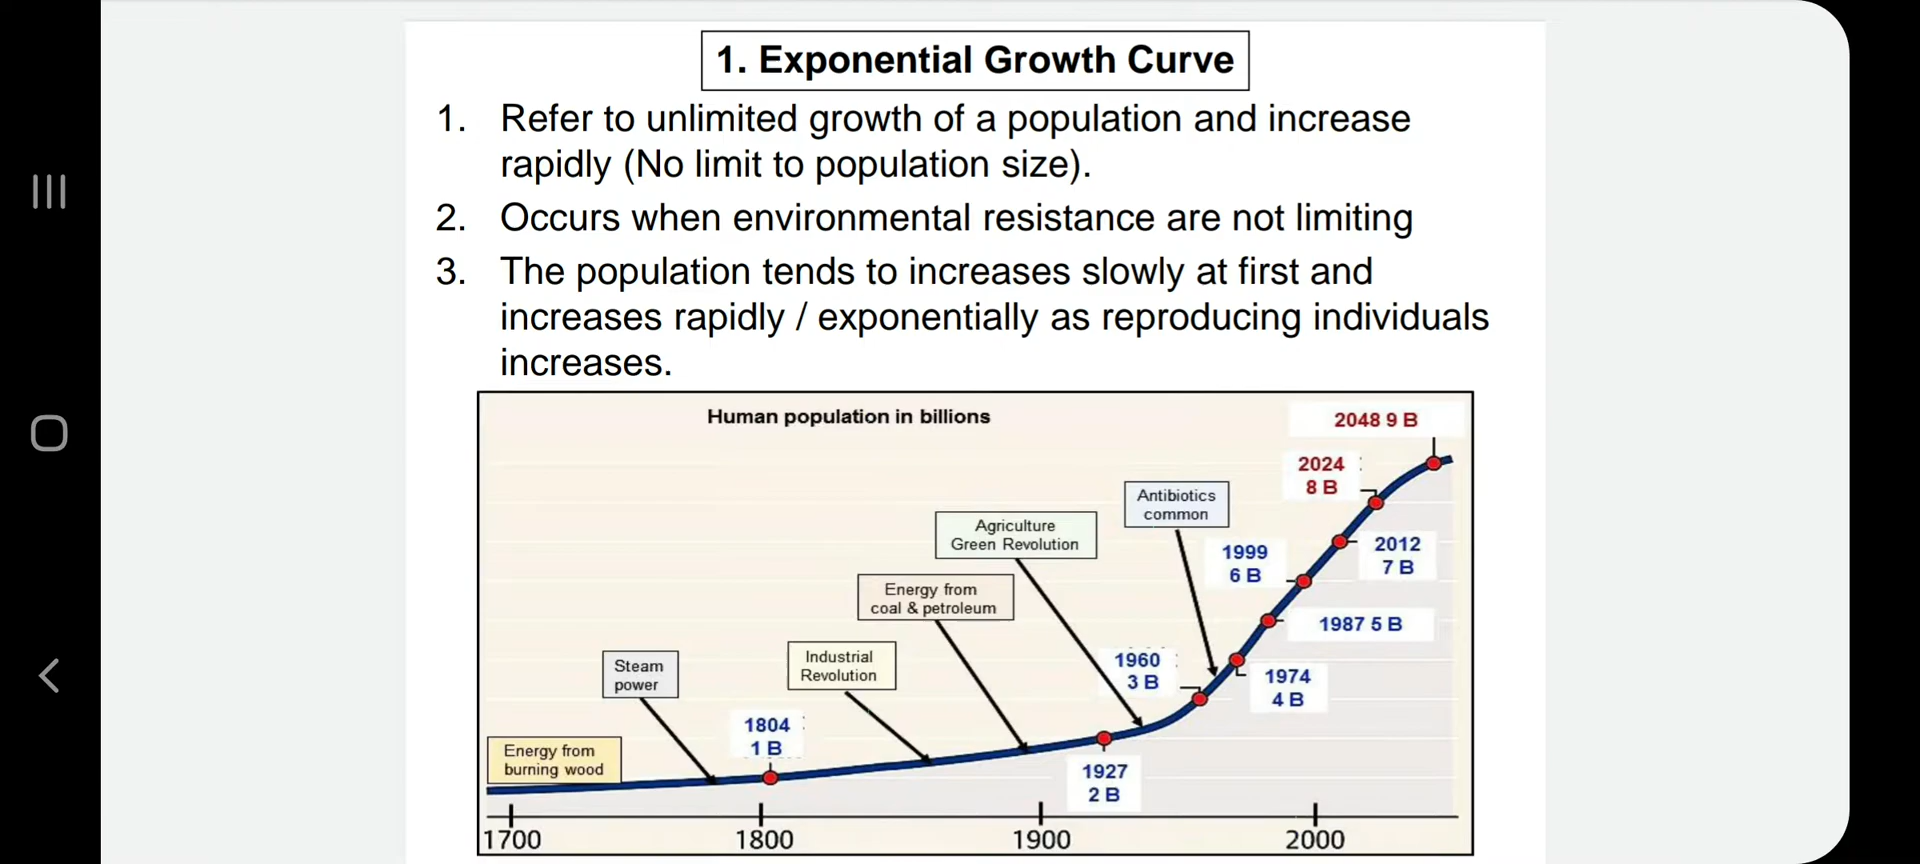 1. Exponential Growth Curve
1. Refer to unlimited growth of a population and increase
rapidly (No limit to population size).
2. Occurs when environmental resistance are not limiting
3. The population tends to increases slowly at first and
increases rapidly / exponentially as reproducing individuals
increases.
Human population in billions
2048 9 B
2024
8 B
Antibiotics
common
Agriculture
Green Revolution
1999
6 B
2012
7 B
Energy from
coal & petroleum
1987 5 B
Industrial
Revolution
Steam
power
1960
3 B
1974
4 B
1804
1 B
Energy from
burning wood
1927
2 B
1700
1800
1900
2000